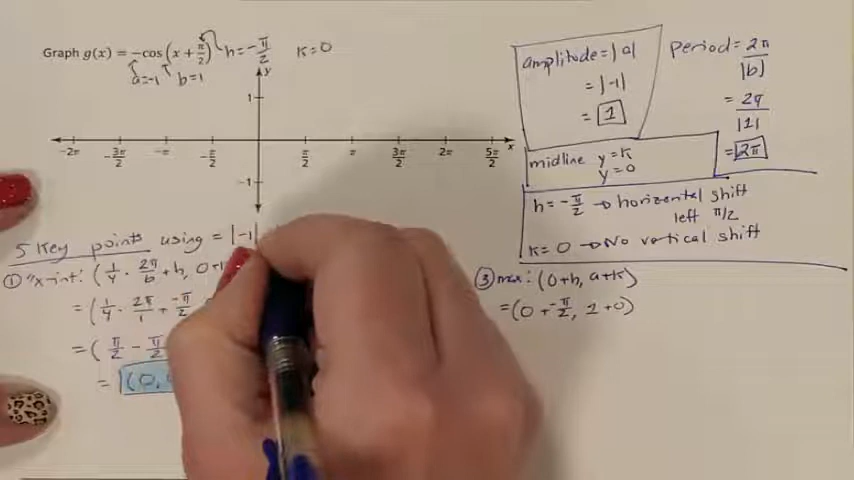 Graph g(x) = -cos(x + π/2) h = -π/2 k = 0
a=-1 b=1
y
1
-2π -3π/2 -π -π/2 π/2 π 3π/2 2π 5π/2 x
-1
amplitude = |a|
= |-1|
= 1
period = 2π/|b|
= 2π/|1|
= 2π
midline y = k
y = 0
h = -π/2 → horizontal shift
left π/2
k = 0 → No vertical shift
5 Key points using = |-1|
① "x-int: (1/4 · 2π/b + h, 0+
= (1/4 · 2π/1 + -π/2
= (π/2 - π/2
= (0,
③ max: (0+h, a+k)
= (0 + -π/2, 1+0)